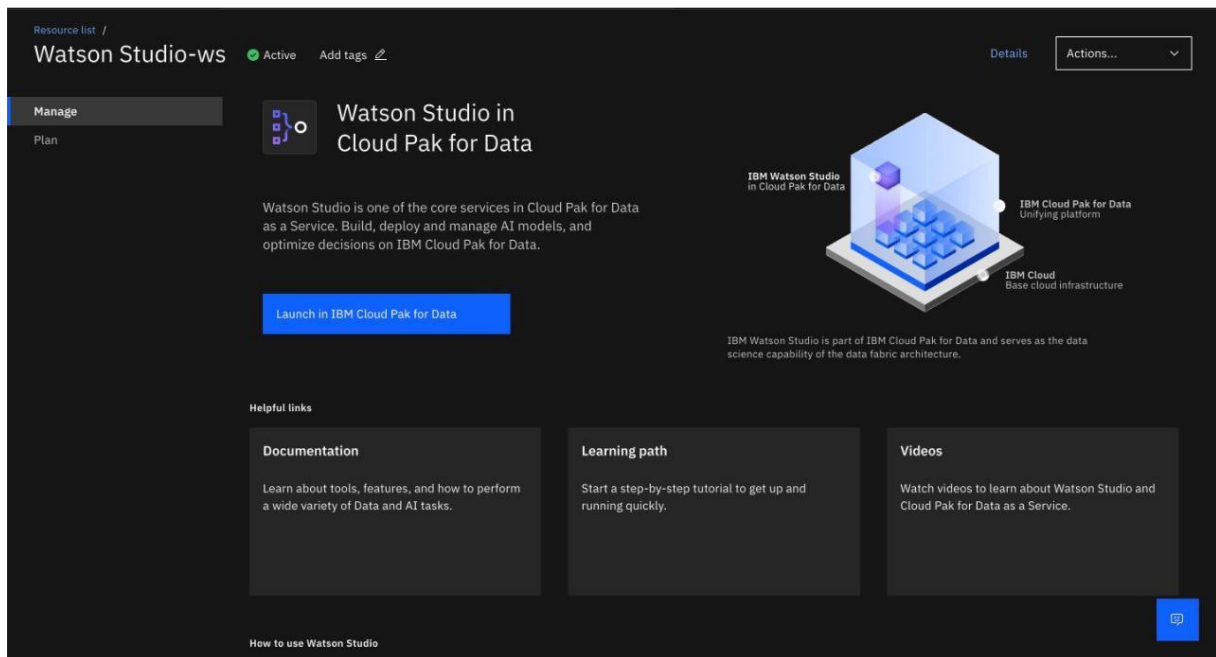 Resource list /
Watson Studio-ws
Active
Add tags
Details
Actions...
Manage
Plan
Watson Studio in
Cloud Pak for Data
Watson Studio is one of the core services in Cloud Pak for Data
as a Service. Build, deploy and manage AI models, and
optimize decisions on IBM Cloud Pak for Data.
Launch in IBM Cloud Pak for Data
IBM Watson Studio
in Cloud Pak for Data
IBM Cloud Pak for Data
Unifying platform
IBM Cloud
Base cloud infrastructure
IBM Watson Studio is part of IBM Cloud Pak for Data and serves as the data
science capability of the data fabric architecture.
Helpful links
Documentation
Learn about tools, features, and how to perform
a wide variety of Data and AI tasks.
Learning path
Start a step-by-step tutorial to get up and
running quickly.
Videos
Watch videos to learn about Watson Studio and
Cloud Pak for Data as a Service.
How to use Watson Studio